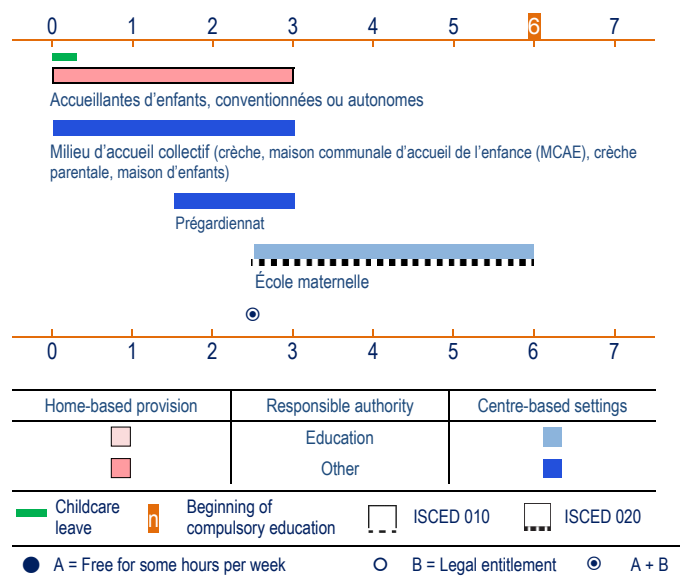 0 1 2 3 4 5 6 7
Accueillantes d'enfants, conventionnées ou autonomes
Milieu d'accueil collectif (crèche, maison communale d'accueil de l'enfance (MCAE), crèche
parentale, maison d'enfants)
Prégardiennat
École maternelle
0 1 2 3 4 5 6 7
Home-based provision Responsible authority Centre-based settings
Education
Other
Childcare
leave
n
Beginning of
compulsory education
ISCED 010
ISCED 020
A = Free for some hours per week B = Legal entitlement A + B